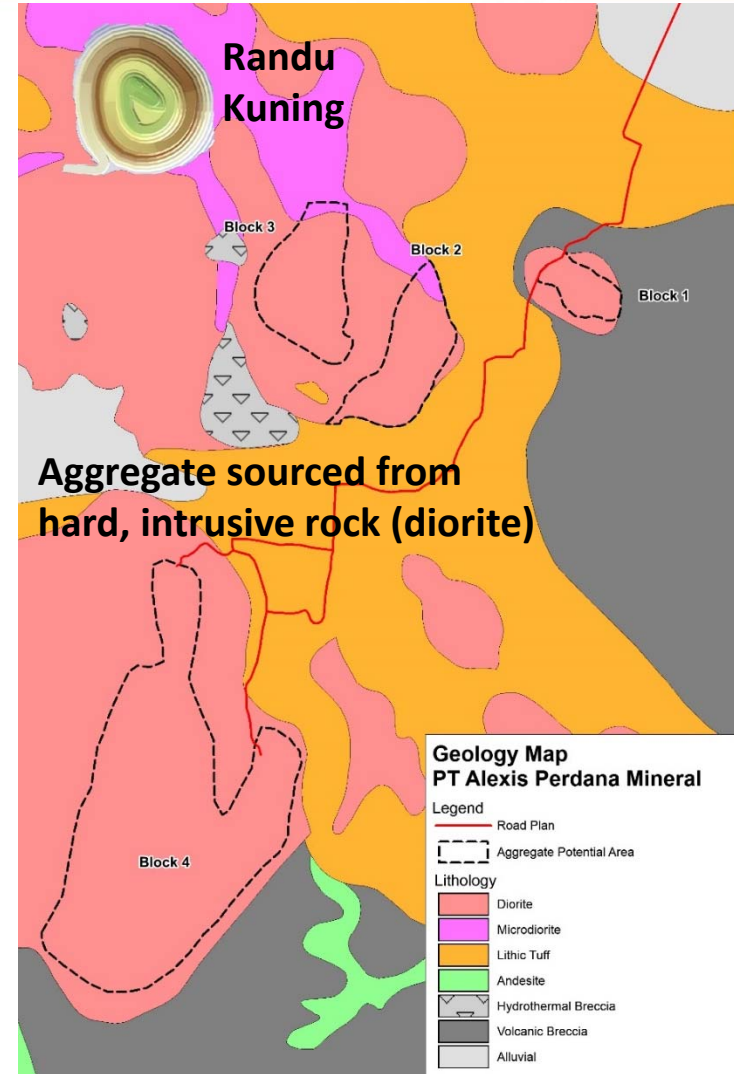 Randu
Kuning
Block 3
Block 2
Block 1
Aggregate sourced from
hard, intrusive rock (diorite)
Block 4
Geology Map
PT Alexis Perdana Mineral
Legend
Road Plan
Aggregate Potential Area
Lithology
Diorite
Microdiorite
Lithic Tuff
Andesite
Hydrothermal Breccia
Volcanic Breccia
Alluvial